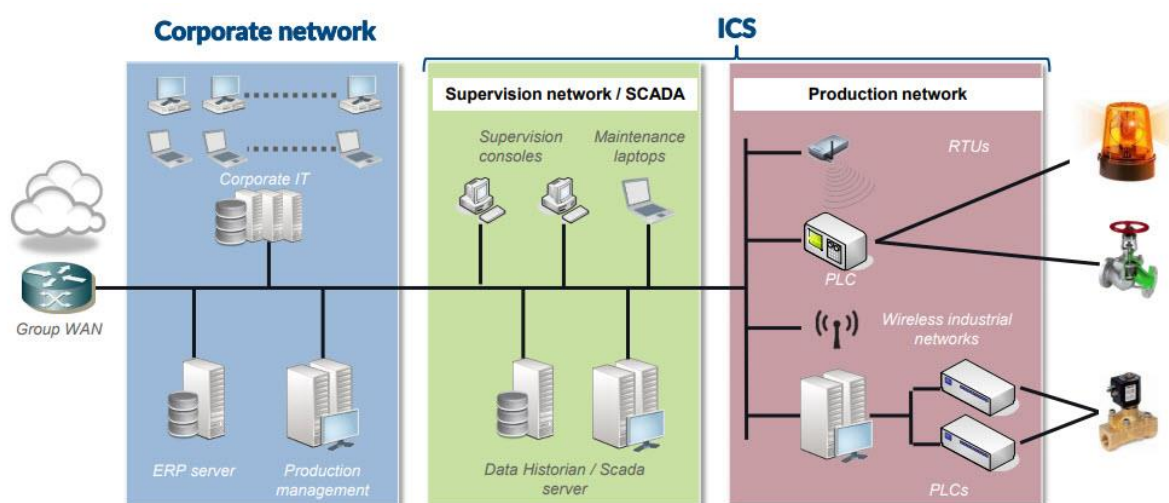 Corporate network
ICS
Supervision network / SCADA
Production network
Supervision
consoles
Maintenance
laptops
RTUs
Corporate IT
PLC
Group WAN
Wireless industrial
networks
ERP server
Production
management
Data Historian / Scada
server
PLCs